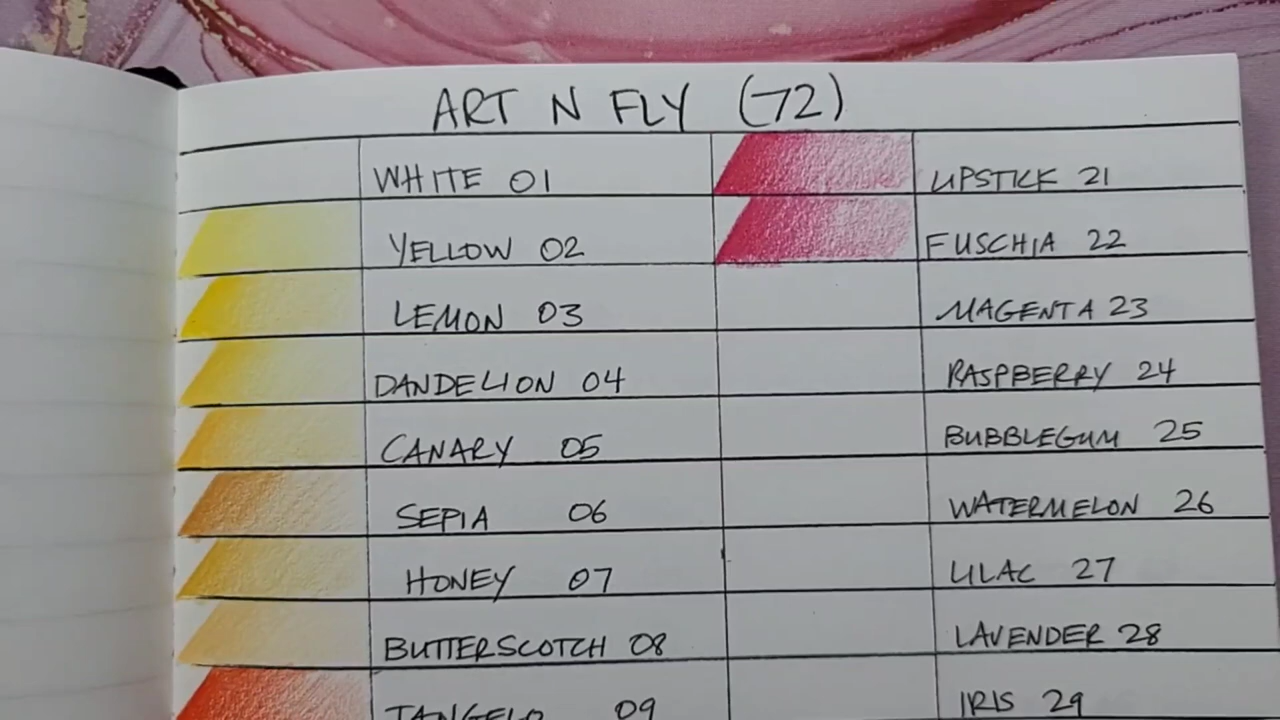 ART N FLY (72)
WHITE 01 LIPSTICK 21
YELLOW 02 FUSCHIA 22
LEMON 03 MAGENTA 23
DANDELION 04 RASPBERRY 24
CANARY 05 BUBBLEGUM 25
SEPIA 06 WATERMELON 26
HONEY 07 LILAC 27
BUTTERSCOTCH 08 LAVENDER 28
TANGELO 09 IRIS 29